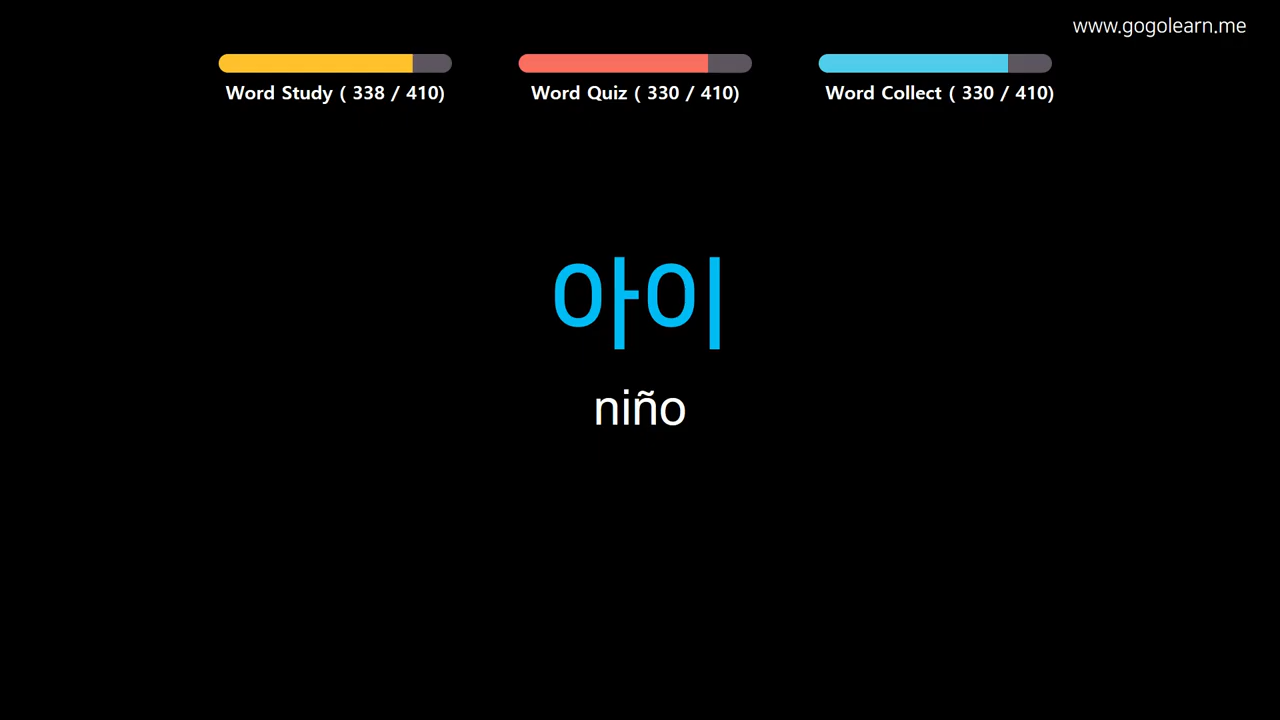 www.gogolearn.me
Word Study ( 338 / 410)
Word Quiz ( 330 / 410)
Word Collect ( 330 / 410)
아이
niño